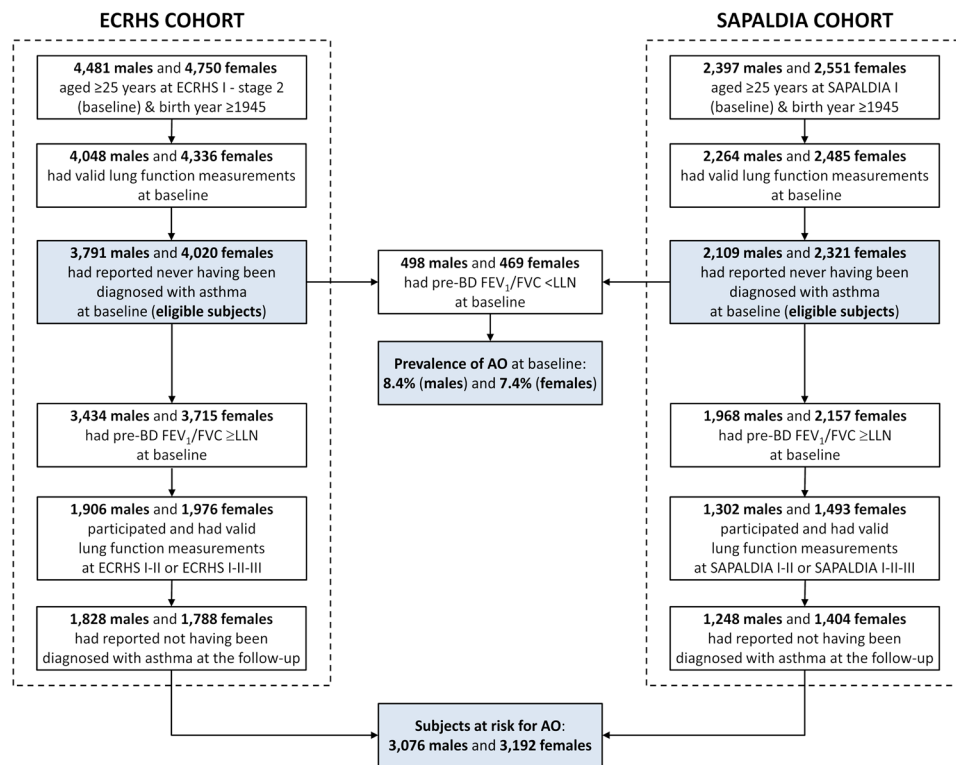 ECRHS COHORT
4,481 males and 4,750 females
aged ≥25 years at ECRHS I - stage 2
(baseline) & birth year ≥1945
4,048 males and 4,336 females
had valid lung function measurements
at baseline
3,791 males and 4,020 females
had reported never having been
diagnosed with asthma
at baseline (eligible subjects)
3,434 males and 3,715 females
had pre-BD FEV₁/FVC ≥LLN
at baseline
1,906 males and 1,976 females
participated and had valid
lung function measurements
at ECRHS I-II or ECRHS I-II-III
1,828 males and 1,788 females
had reported not having been
diagnosed with asthma at the follow-up
498 males and 469 females
had pre-BD FEV₁/FVC <LLN
at baseline
Prevalence of AO at baseline:
8.4% (males) and 7.4% (females)
SAPALDIA COHORT
2,397 males and 2,551 females
aged ≥25 years at SAPALDIA I
(baseline) & birth year ≥1945
2,264 males and 2,485 females
had valid lung function measurements
at baseline
2,109 males and 2,321 females
had reported never having been
diagnosed with asthma
at baseline (eligible subjects)
1,968 males and 2,157 females
had pre-BD FEV₁/FVC ≥LLN
at baseline
1,302 males and 1,493 females
participated and had valid
lung function measurements
at SAPALDIA I-II or SAPALDIA I-II-III
1,248 males and 1,404 females
had reported not having been
diagnosed with asthma at the follow-up
Subjects at risk for AO:
3,076 males and 3,192 females